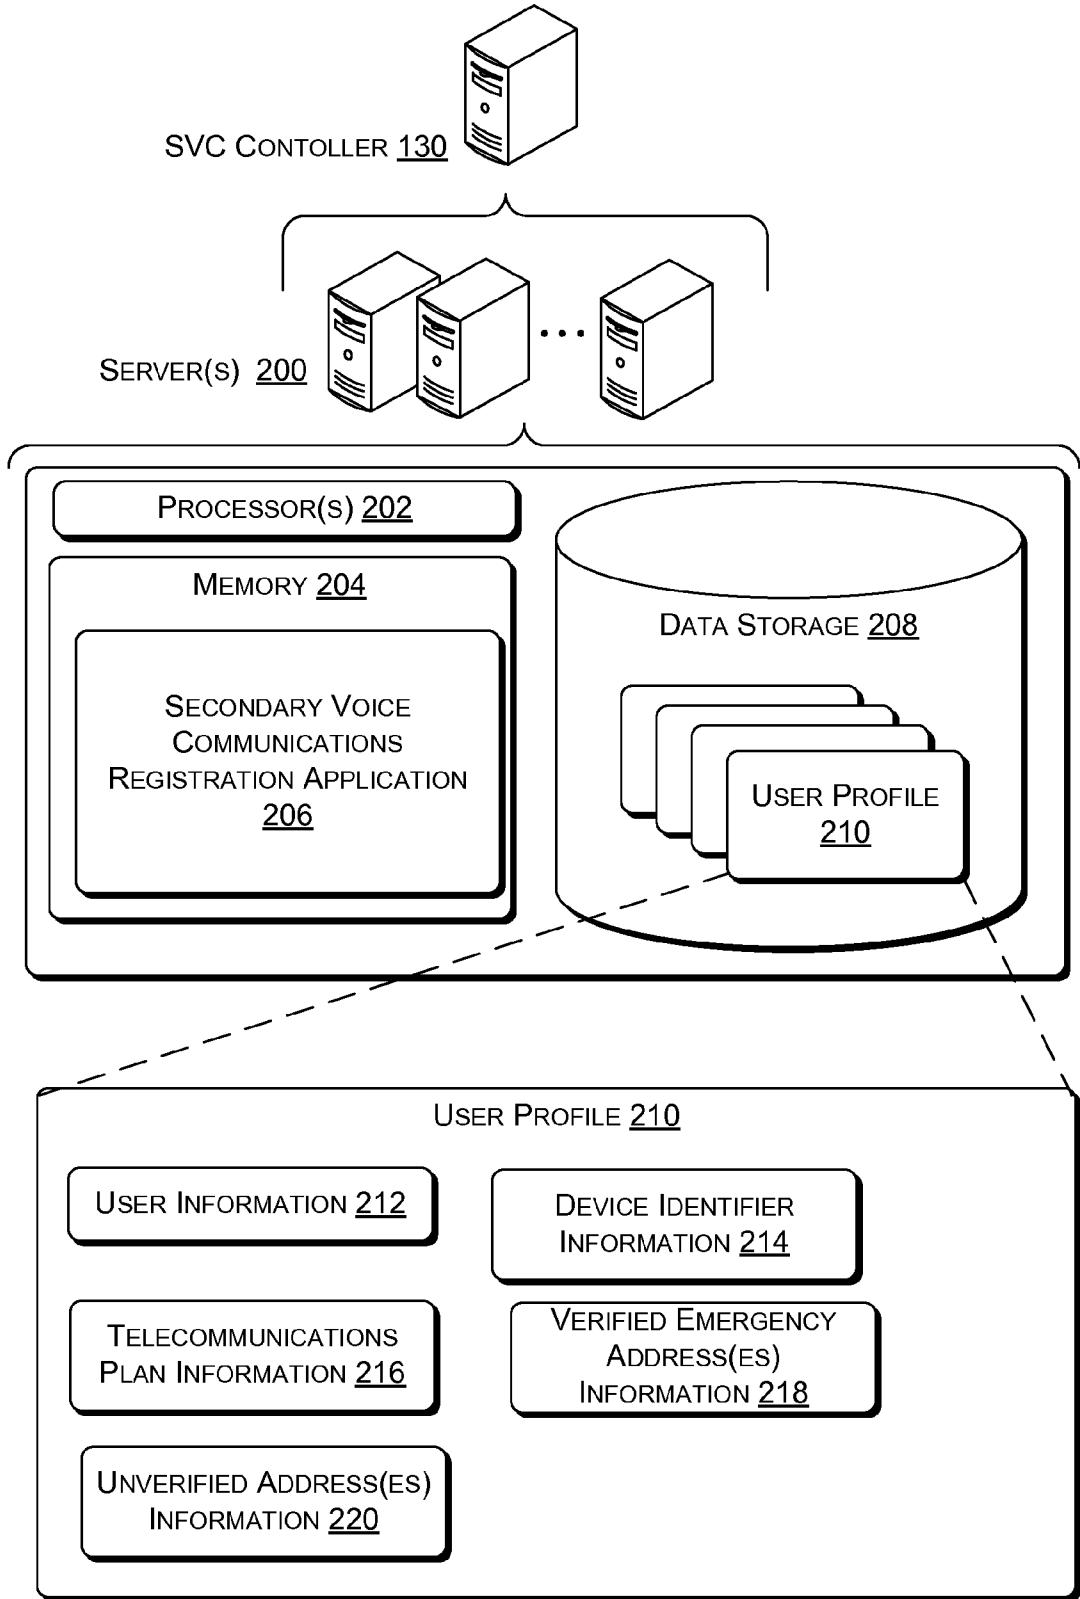 SVC CONTOLLER 130
SERVER(S) 200
PROCESSOR(S) 202
MEMORY 204
SECONDARY VOICE
COMMUNICATIONS
REGISTRATION APPLICATION
206
DATA STORAGE 208
USER PROFILE
210
USER PROFILE 210
USER INFORMATION 212
DEVICE IDENTIFIER
INFORMATION 214
TELECOMMUNICATIONS
PLAN INFORMATION 216
VERIFIED EMERGENCY
ADDRESS(ES)
INFORMATION 218
UNVERIFIED ADDRESS(ES)
INFORMATION 220